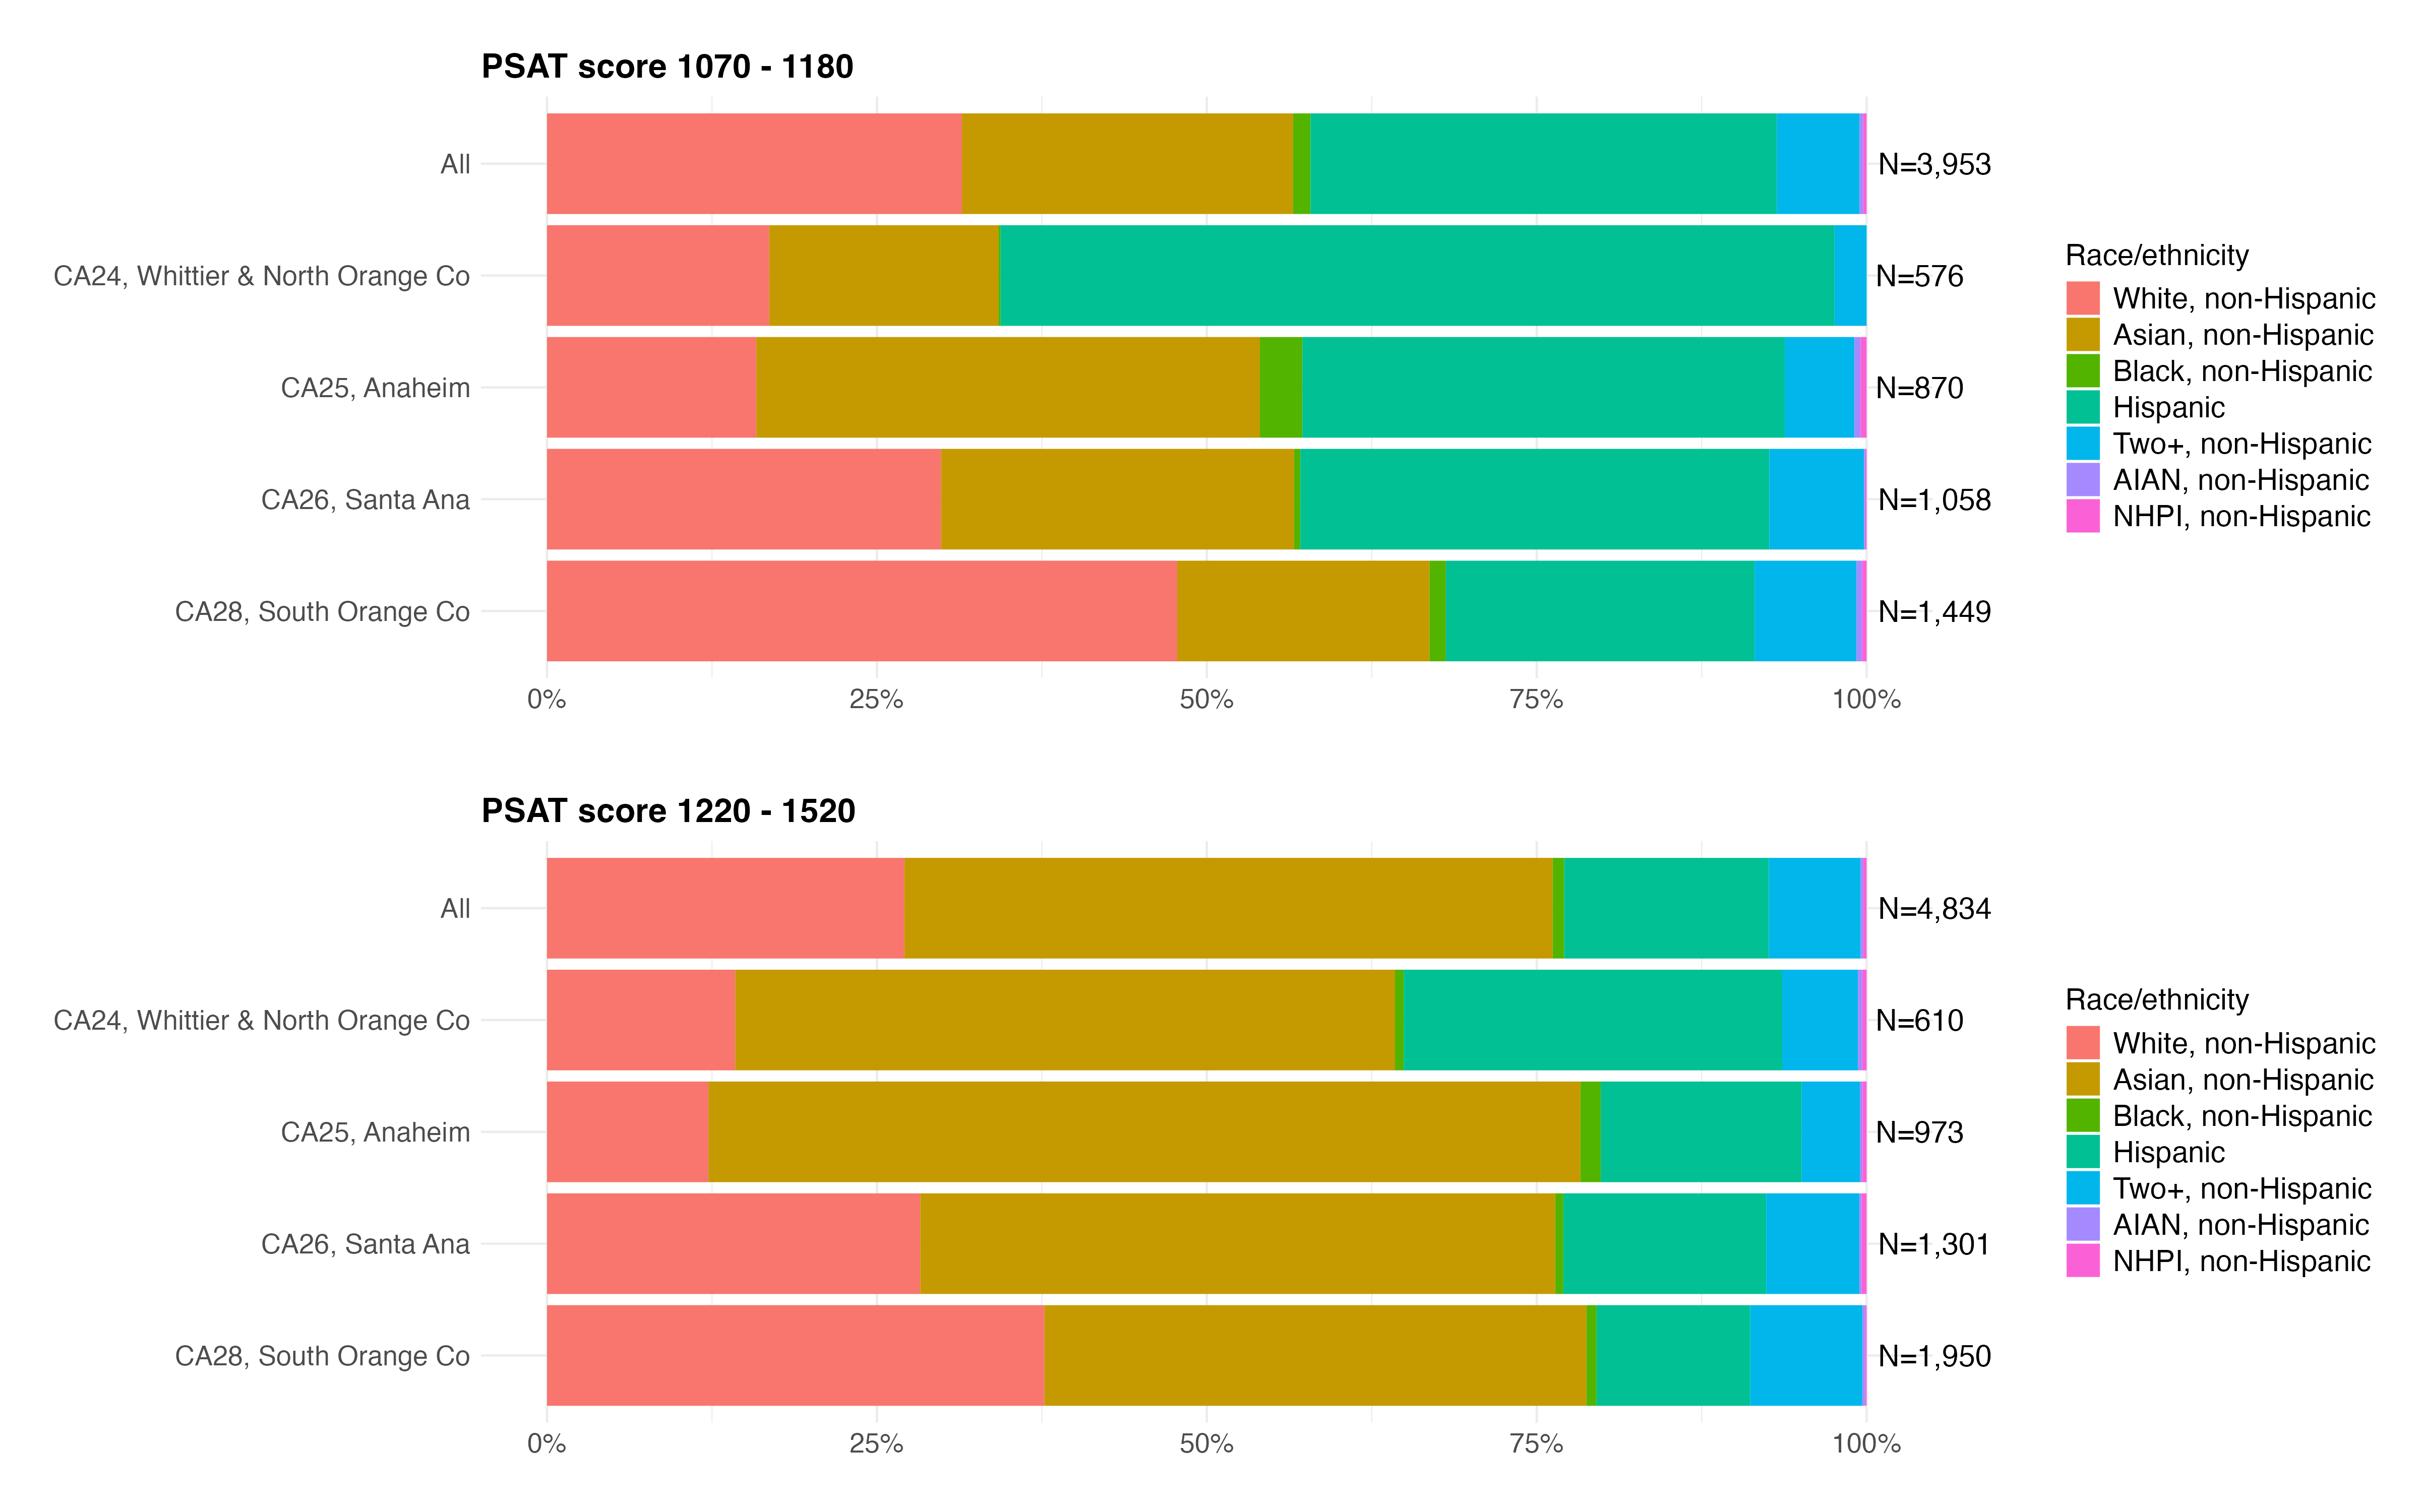 PSAT score 1070 - 1180
All
N=3,953
CA24, Whittier & North Orange Co
N=576
CA25, Anaheim
N=870
CA26, Santa Ana
N=1,058
CA28, South Orange Co
N=1,449
0% 25% 50% 75% 100%
Race/ethnicity
White, non-Hispanic
Asian, non-Hispanic
Black, non-Hispanic
Hispanic
Two+, non-Hispanic
AIAN, non-Hispanic
NHPI, non-Hispanic
PSAT score 1220 - 1520
All
N=4,834
CA24, Whittier & North Orange Co
N=610
CA25, Anaheim
N=973
CA26, Santa Ana
N=1,301
CA28, South Orange Co
N=1,950
0% 25% 50% 75% 100%
Race/ethnicity
White, non-Hispanic
Asian, non-Hispanic
Black, non-Hispanic
Hispanic
Two+, non-Hispanic
AIAN, non-Hispanic
NHPI, non-Hispanic